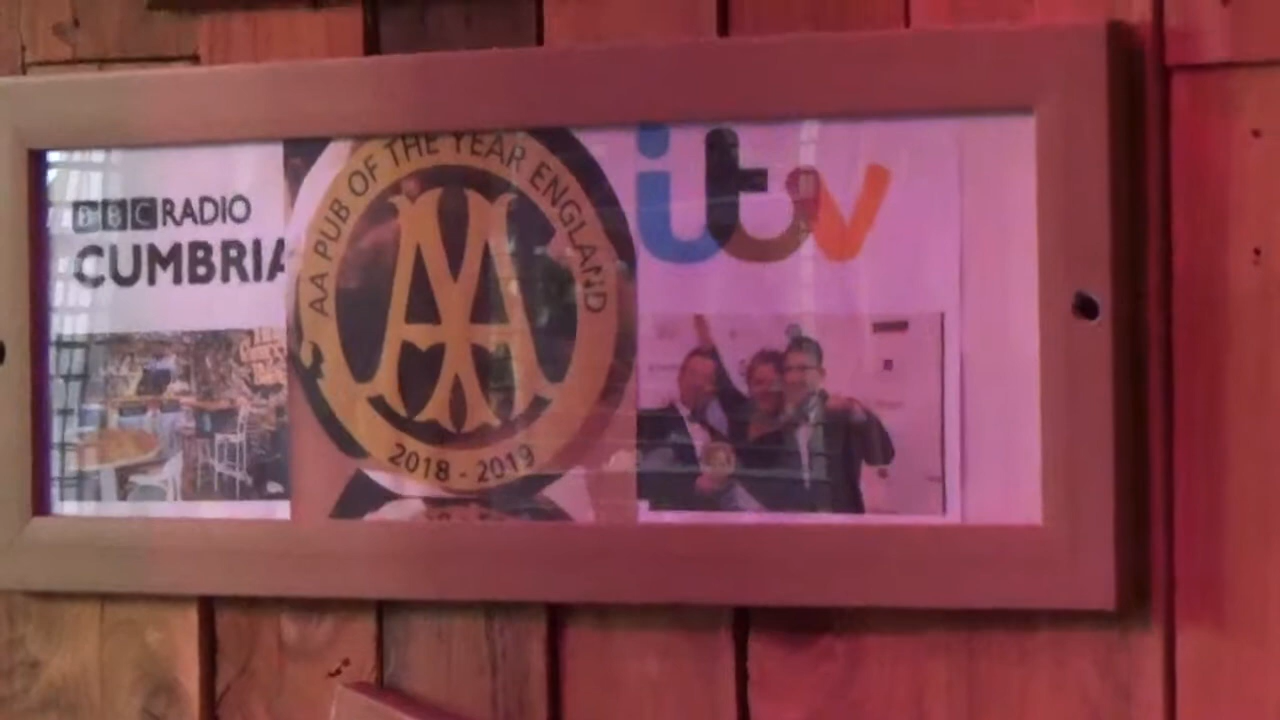 BBC RADIO
CUMBRIA
AA PUB OF THE YEAR ENGLAND
AA
2018 - 2019
itv